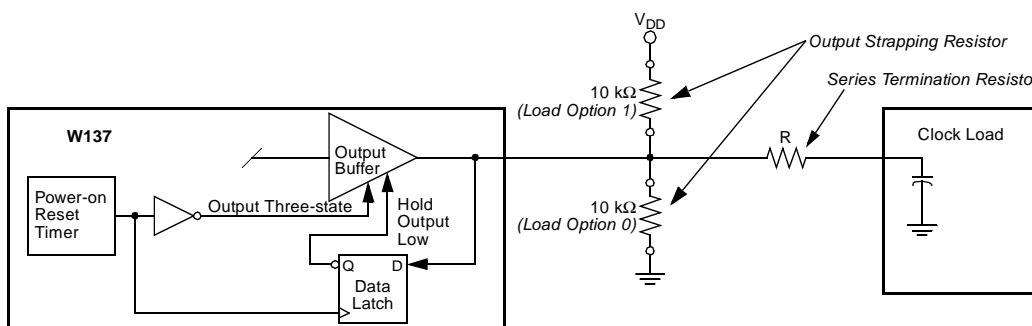 V_DD
Output Strapping Resistor
Series Termination Resisto
10 kΩ
(Load Option 1)
W137
Clock Load
R
Output
Buffer
Power-on
Reset
Timer
Output Three-state
Hold
Output
Low
10 kΩ
(Load Option 0)
Q D
Data
Latch